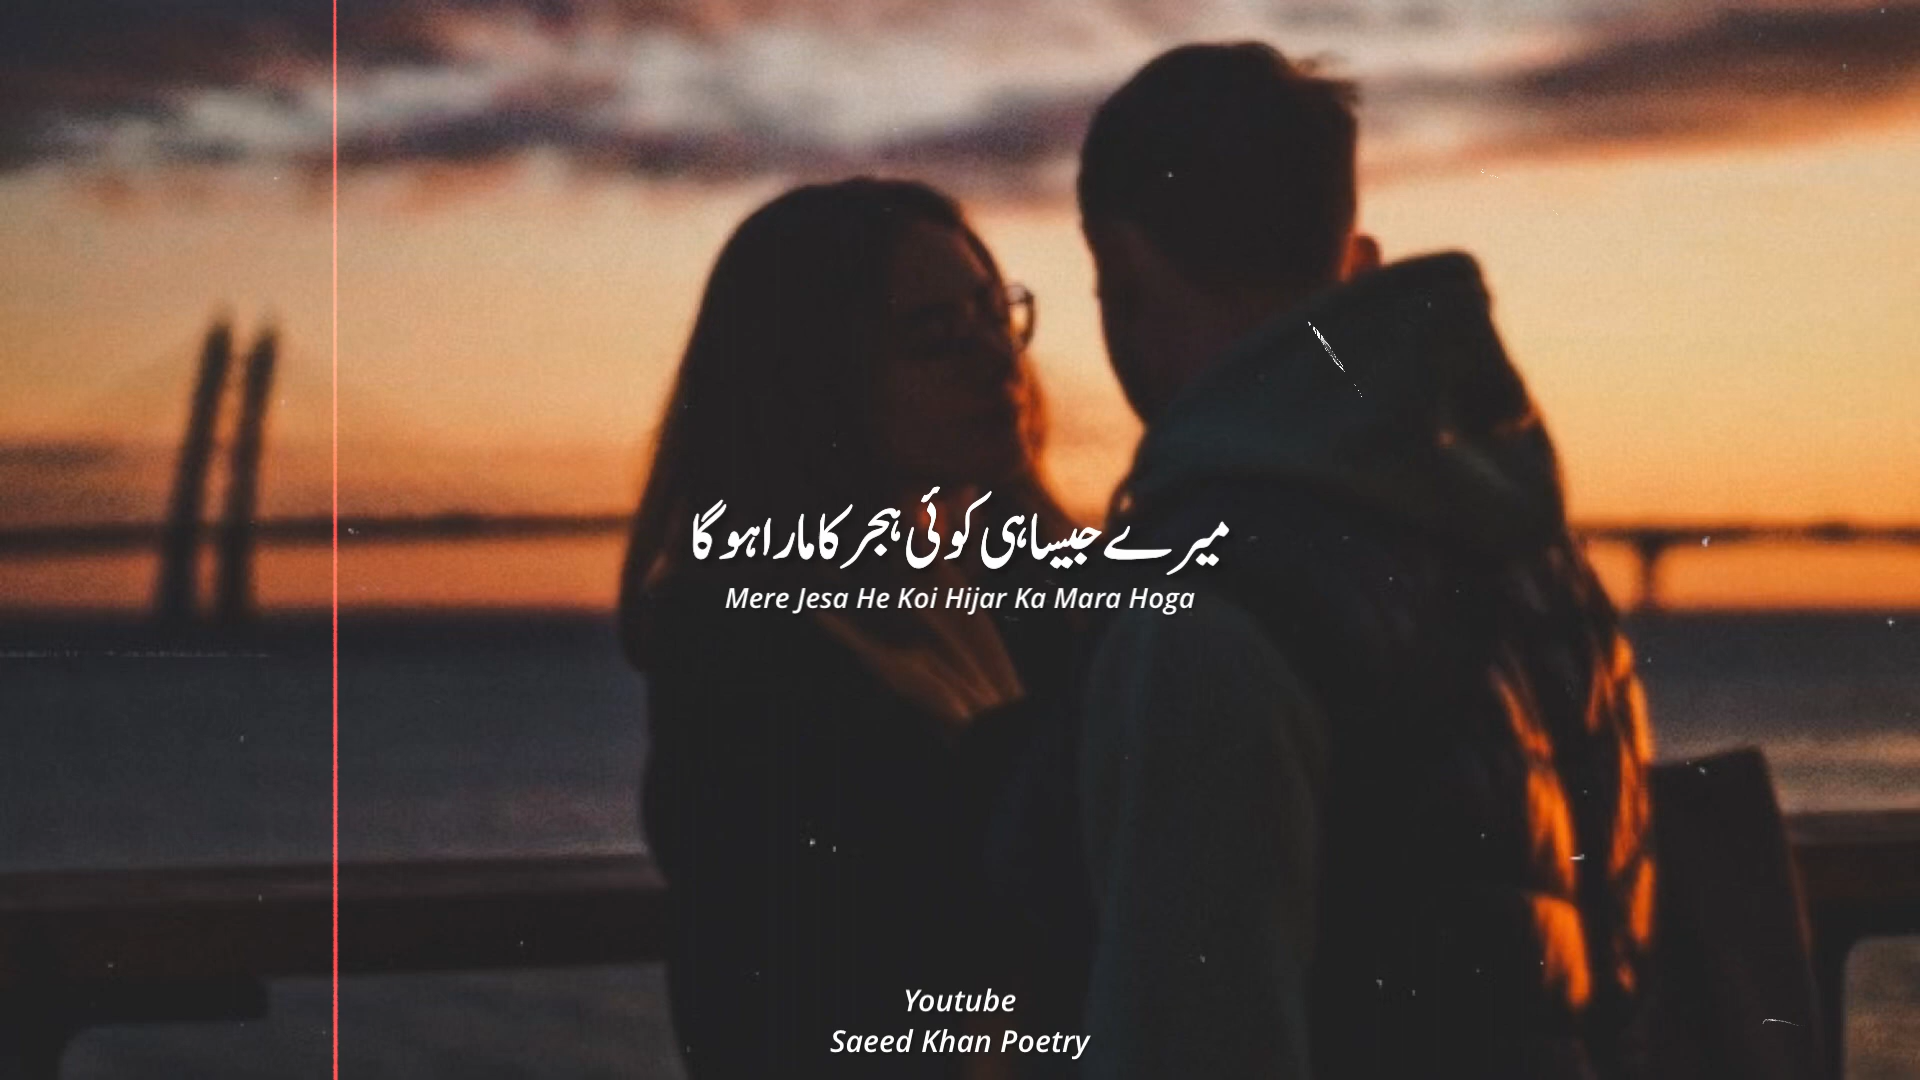 میرے جیسا ہی کوئی ہجر کا مارا ہو گا
Mere Jesa He Koi Hijar Ka Mara Hoga
Youtube
Saeed Khan Poetry